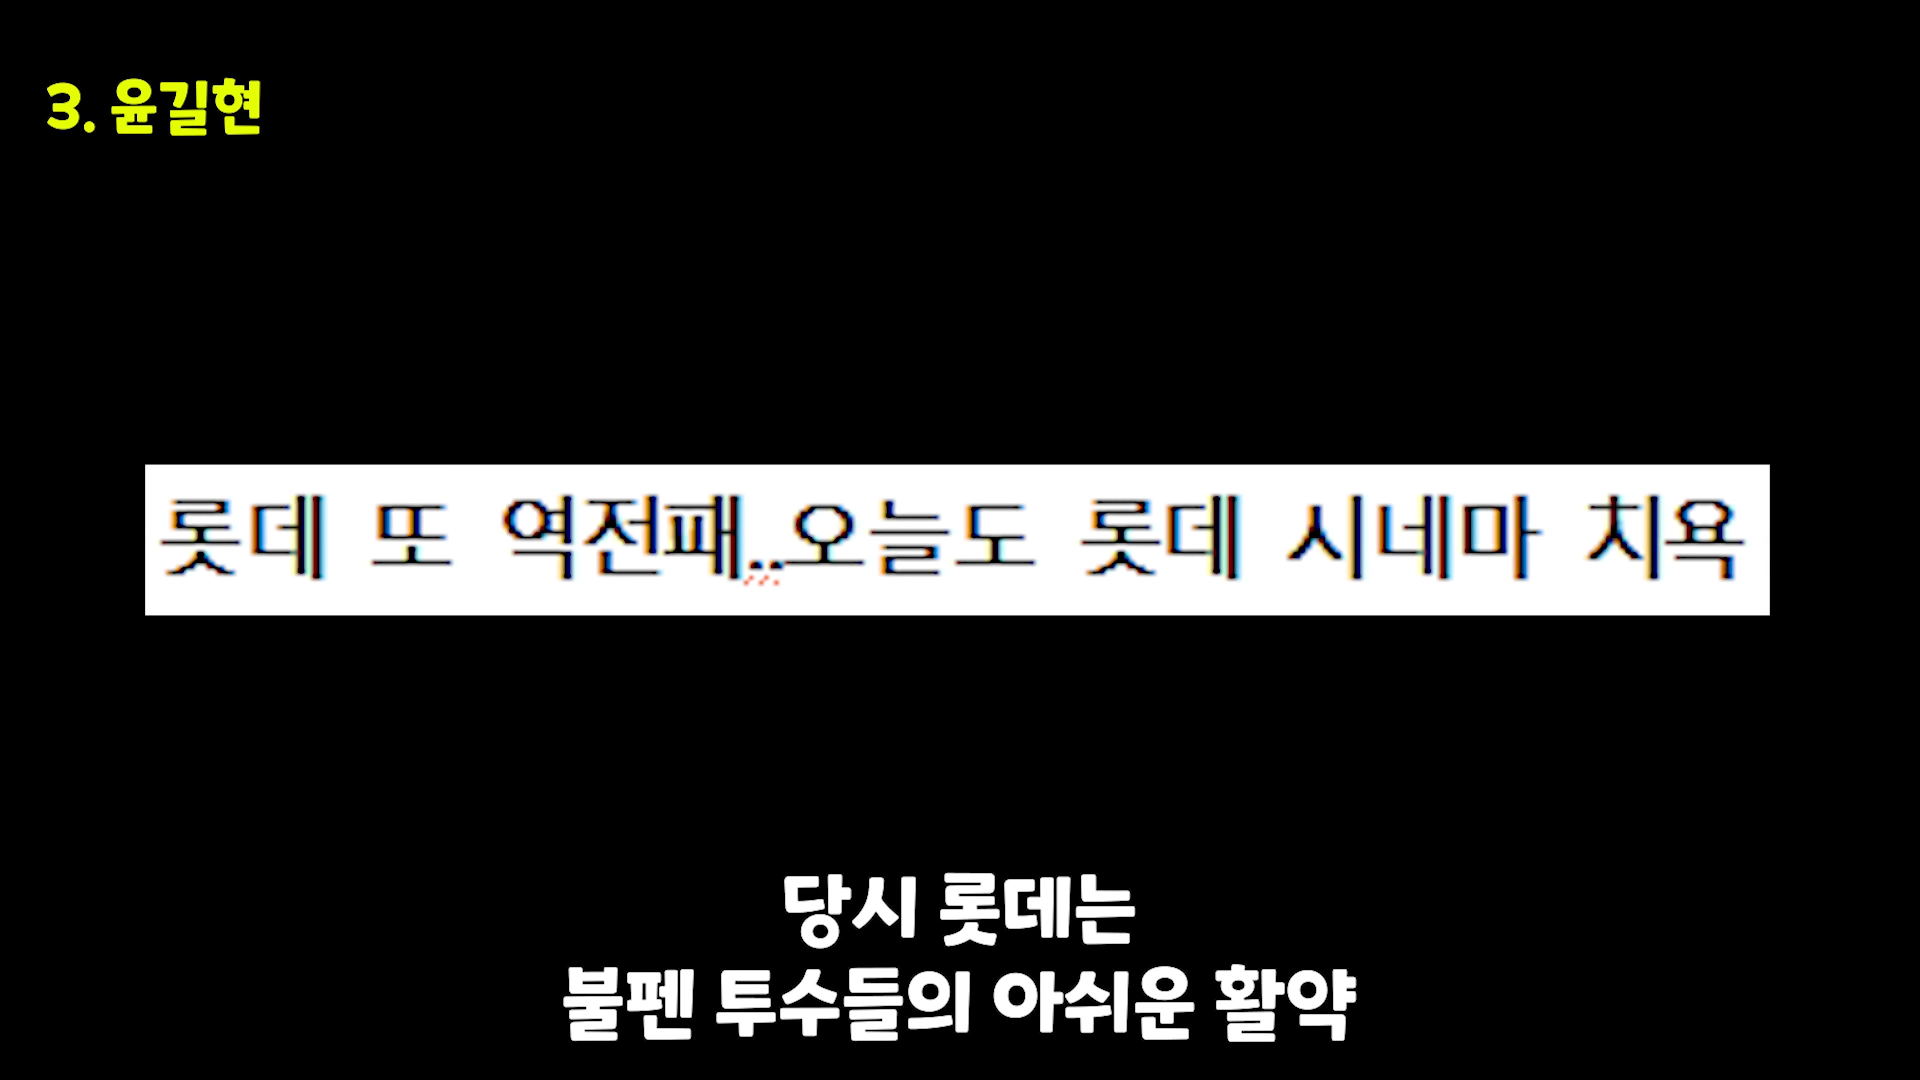 3. 윤길현
롯데 또 역전패..오늘도 롯데 시네마 치욕
당시 롯데는
불펜 투수들의 아쉬운 활약